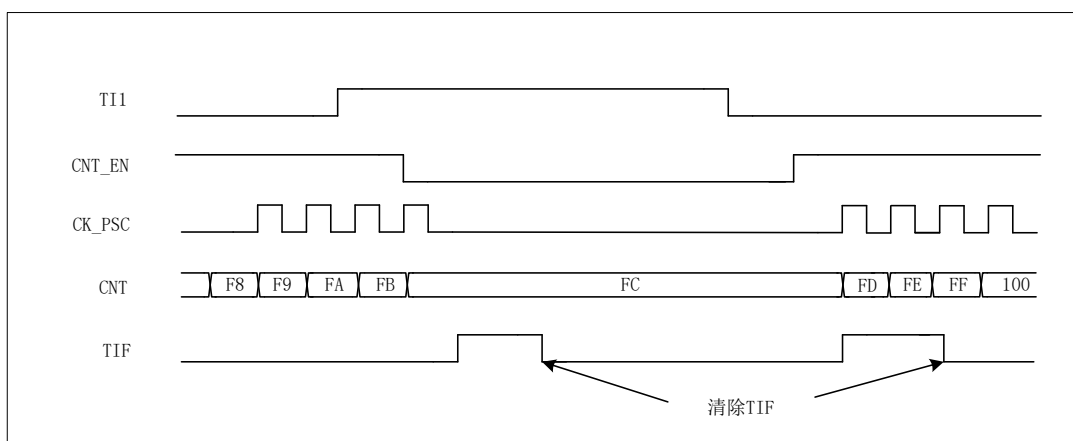 TI1
CNT_EN
CK_PSC
CNT F8 F9 FA FB FC FD FE FF 100
TIF
清除TIF